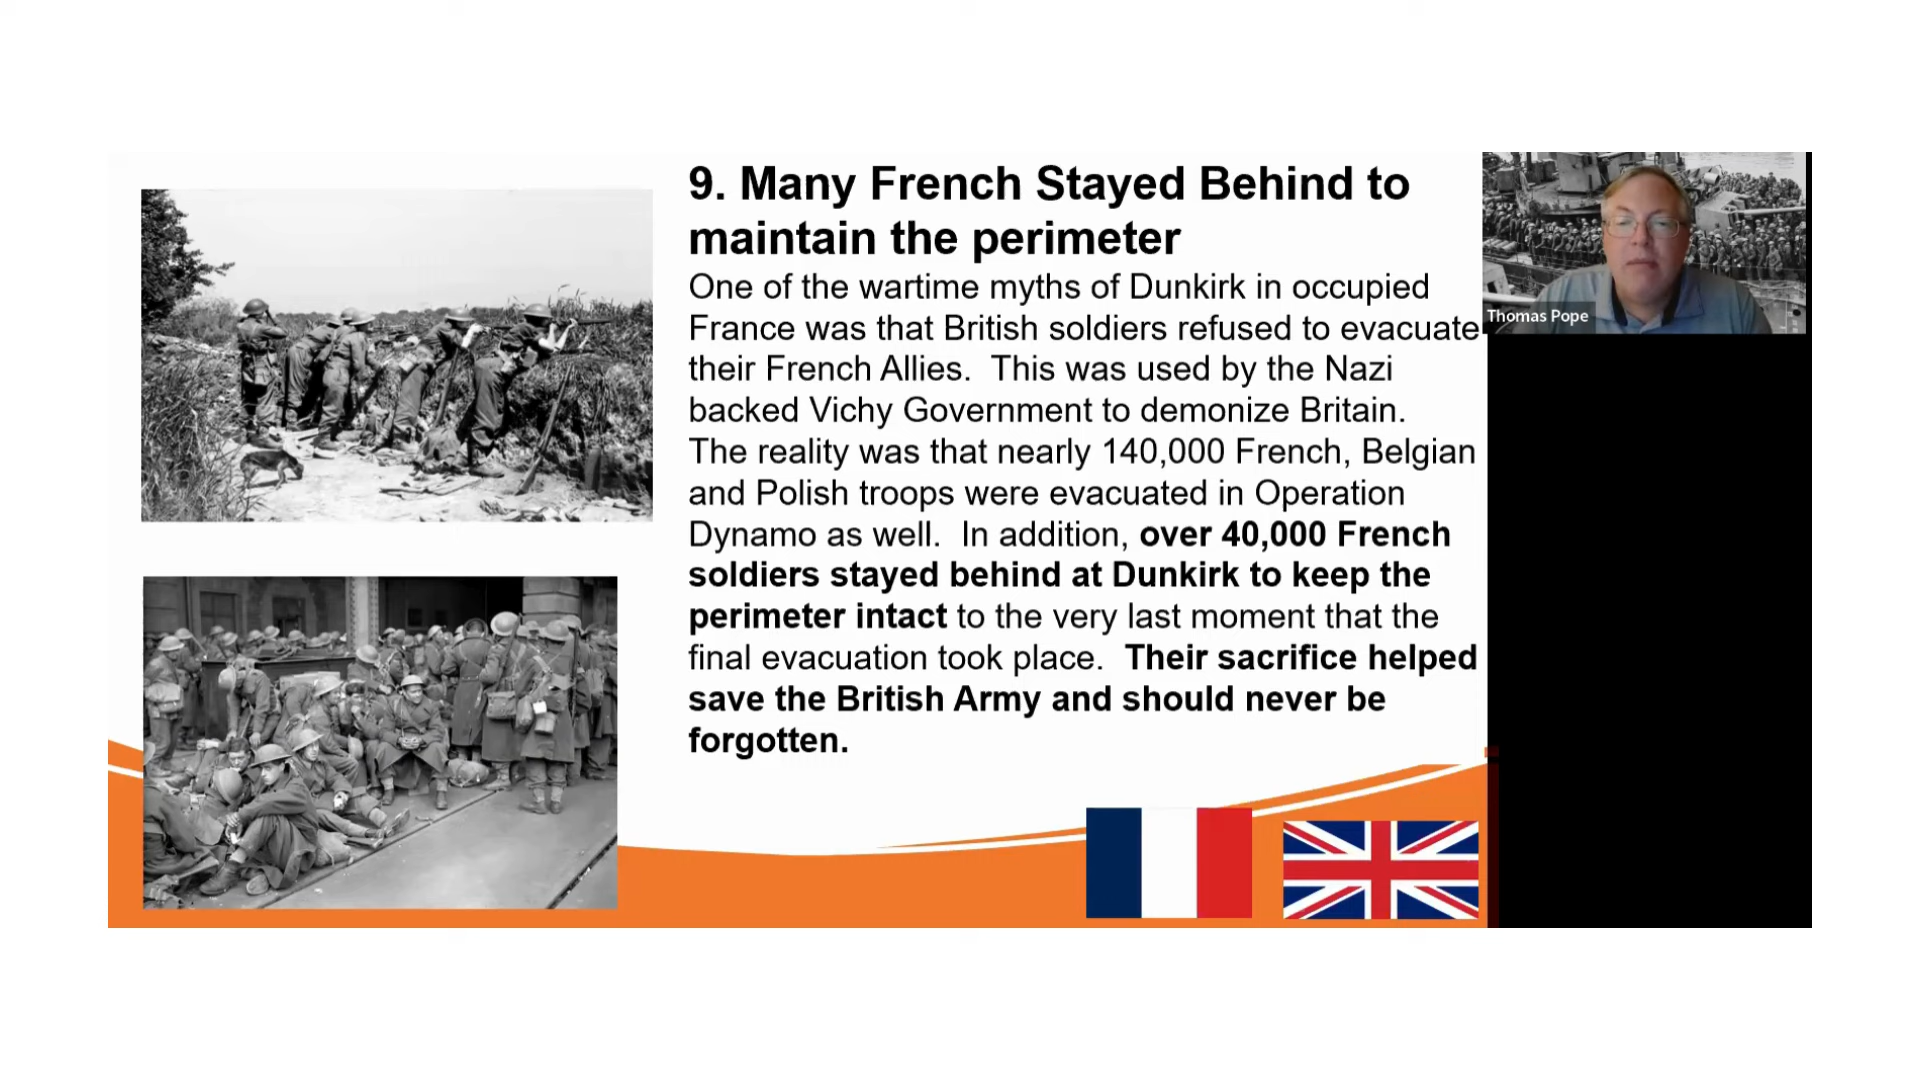 9. Many French Stayed Behind to
maintain the perimeter
One of the wartime myths of Dunkirk in occupied
France was that British soldiers refused to evacuate
their French Allies.  This was used by the Nazi
backed Vichy Government to demonize Britain.
The reality was that nearly 140,000 French, Belgian
and Polish troops were evacuated in Operation
Dynamo as well.  In addition, over 40,000 French
soldiers stayed behind at Dunkirk to keep the
perimeter intact to the very last moment that the
final evacuation took place.  Their sacrifice helped
save the British Army and should never be
forgotten.
Thomas Pope